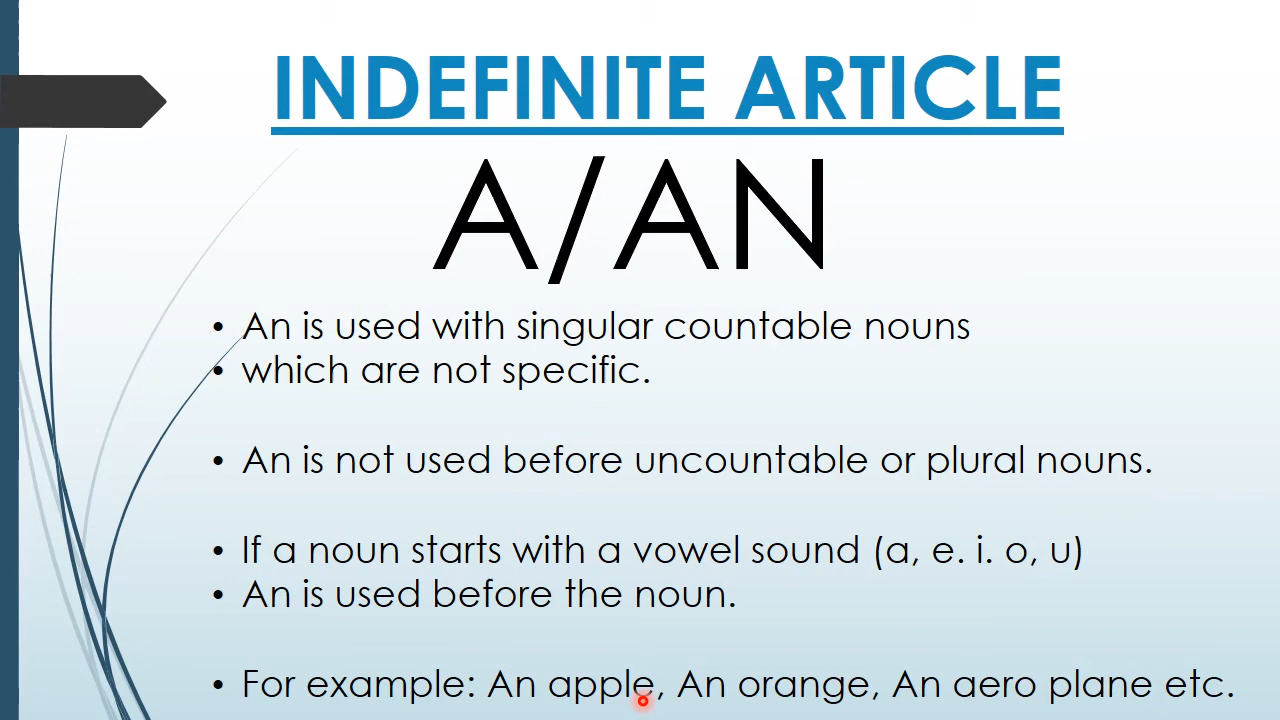 INDEFINITE ARTICLE
A/AN
• An is used with singular countable nouns
• which are not specific.
• An is not used before uncountable or plural nouns.
• If a noun starts with a vowel sound (a, e. i. o, u)
• An is used before the noun.
• For example: An apple, An orange, An aero plane etc.